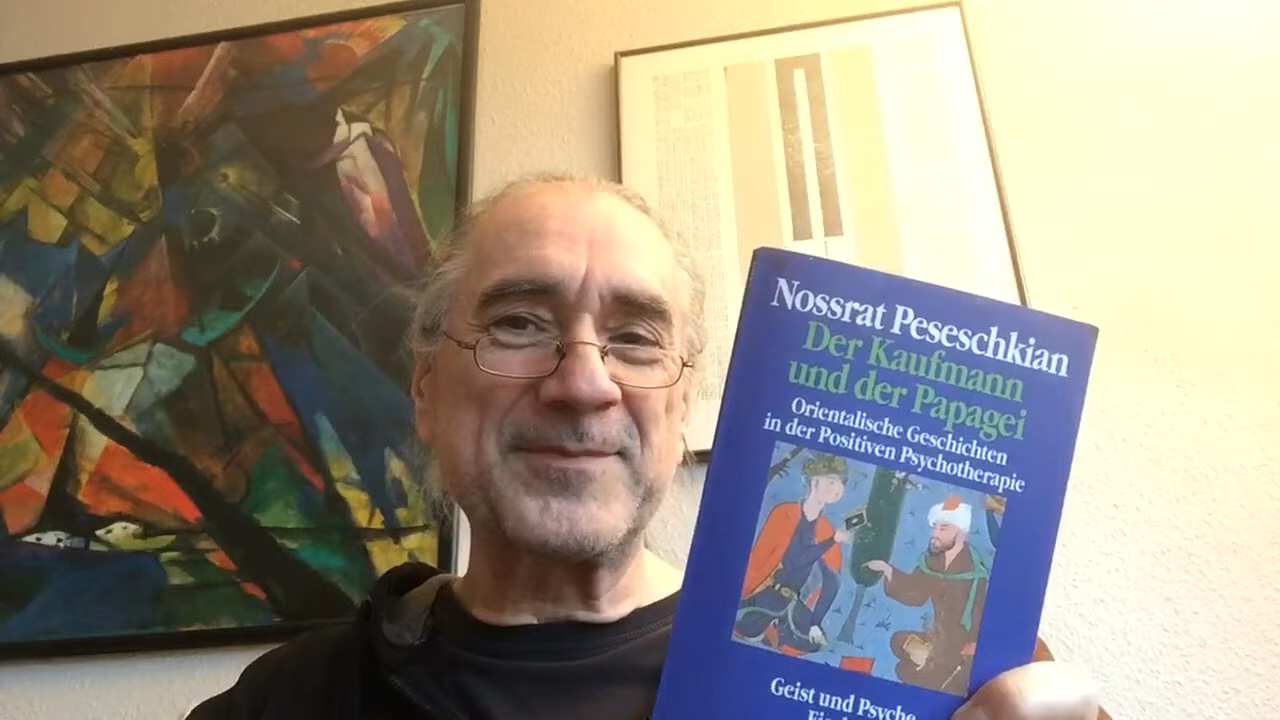 Nossrat Peseschkian
Der Kaufmann
und der Papagei
Orientalische Geschichten
in der Positiven Psychotherapie
Geist und Psyche